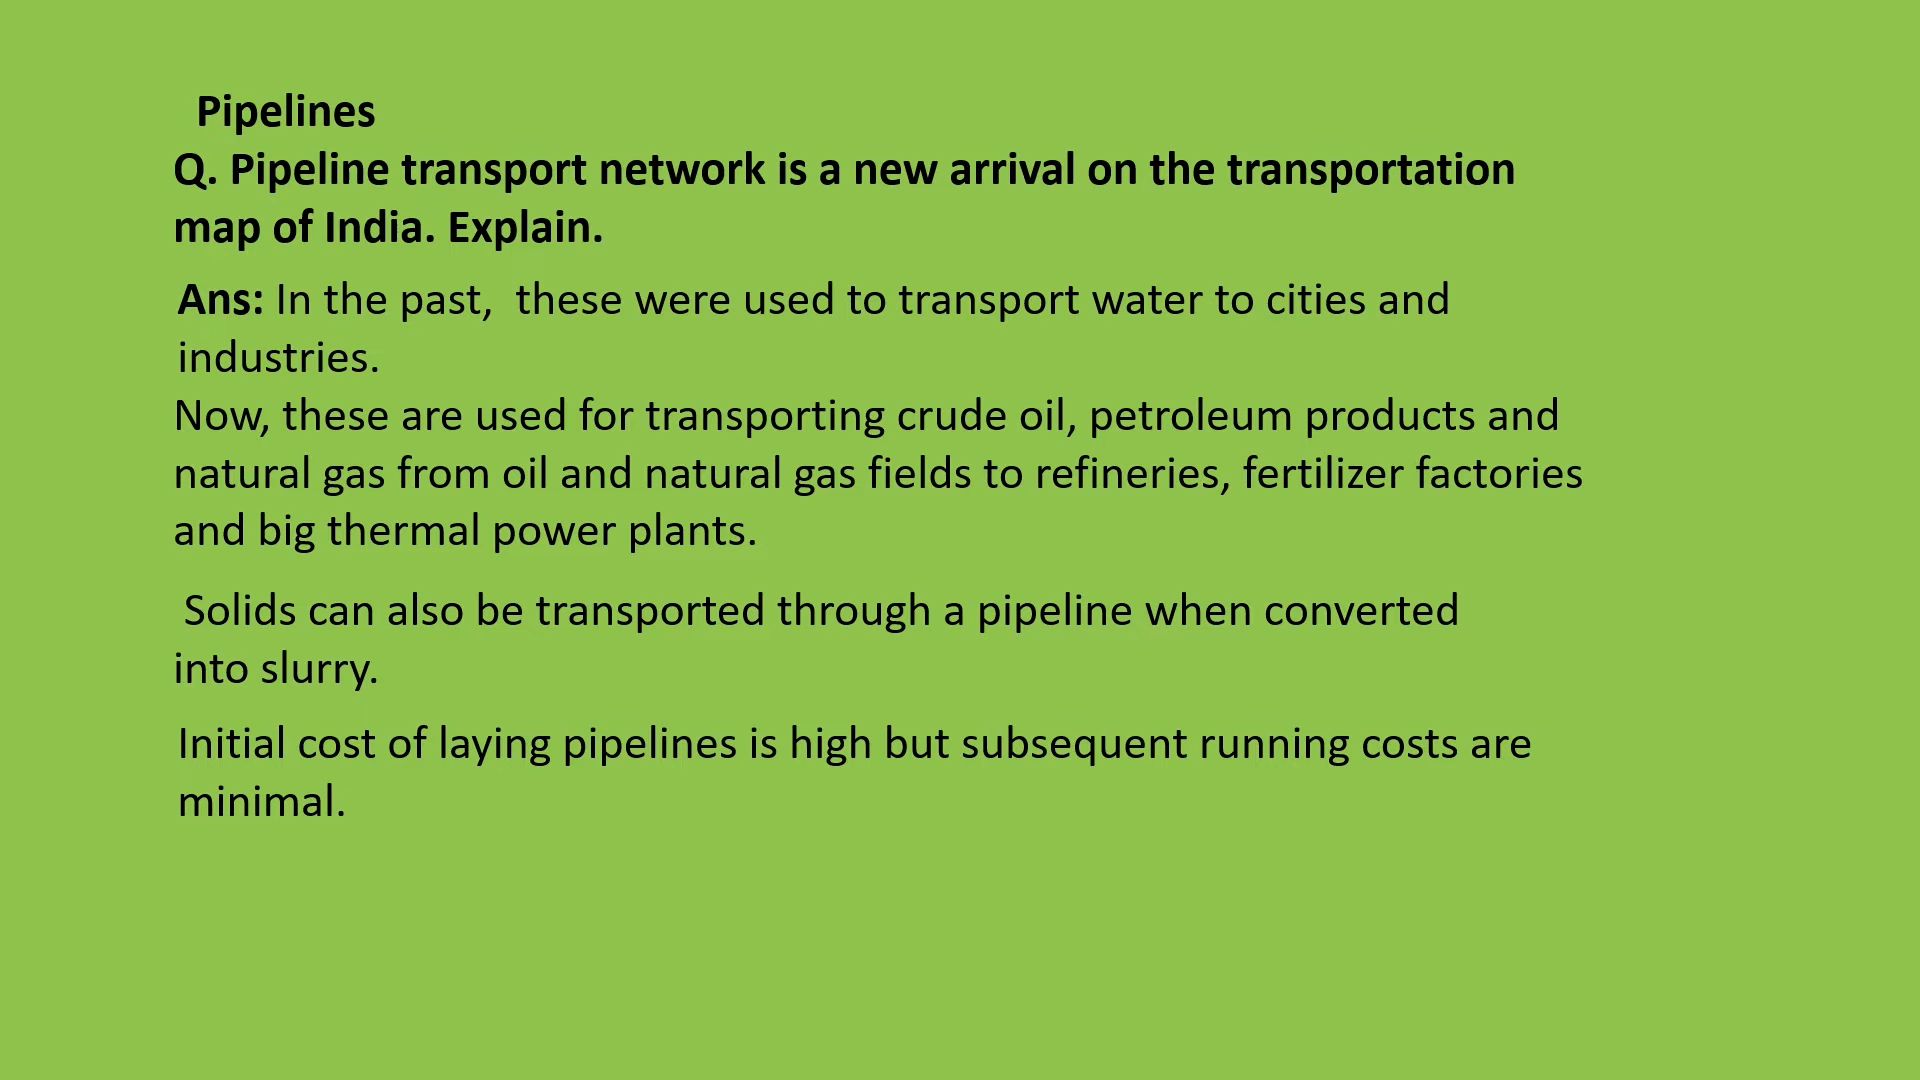 Pipelines
Q. Pipeline transport network is a new arrival on the transportation
map of India. Explain.
Ans: In the past,  these were used to transport water to cities and
industries.
Now, these are used for transporting crude oil, petroleum products and
natural gas from oil and natural gas fields to refineries, fertilizer factories
and big thermal power plants.
Solids can also be transported through a pipeline when converted
into slurry.
Initial cost of laying pipelines is high but subsequent running costs are
minimal.